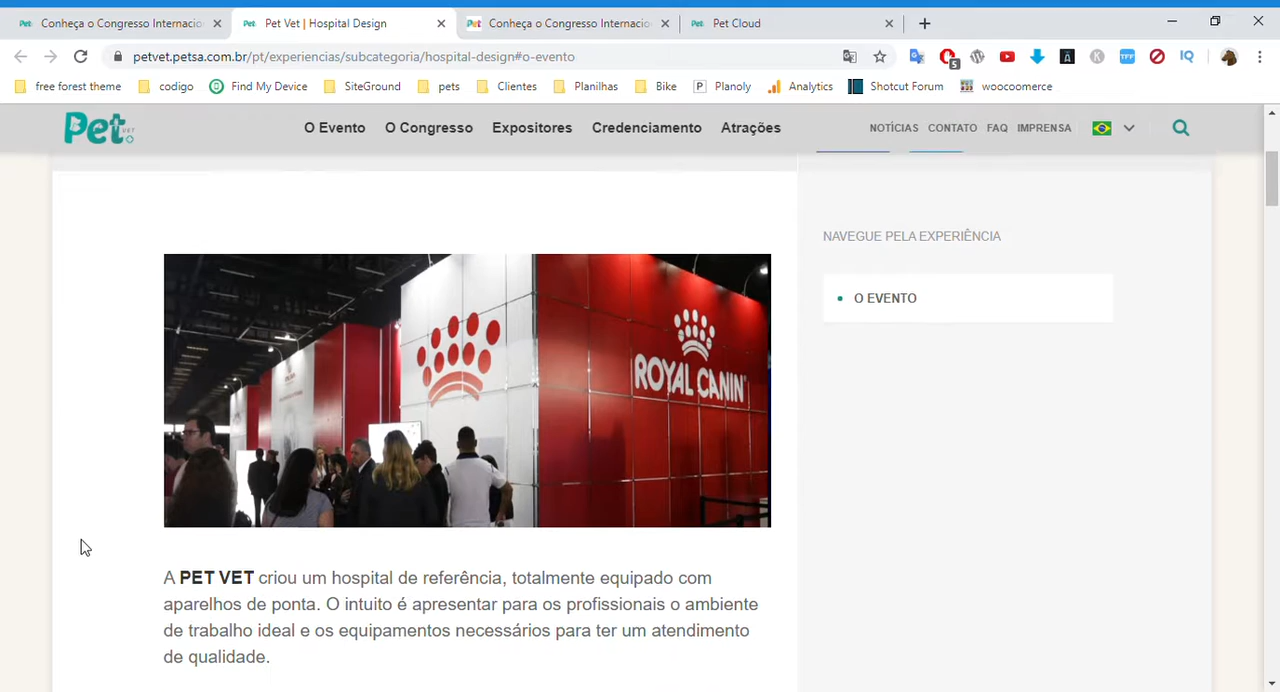 Conheça o Congresso Internacio
Pet Vet | Hospital Design
Conheça o Congresso Internacio
Pet Cloud
petvet.petsa.com.br/pt/experiencias/subcategoria/hospital-design#o-evento
5
TFF
IQ
free forest theme
codigo
Find My Device
SiteGround
pets
Clientes
Planilhas
Bike
P Planoly
Analytics
Shotcut Forum
woocoomerce
Pet VET
O Evento
O Congresso
Expositores
Credenciamento
Atrações
NOTÍCIAS
CONTATO
FAQ
IMPRENSA
NAVEGUE PELA EXPERIÊNCIA
O EVENTO
ROYAL CANIN
A PET VET criou um hospital de referência, totalmente equipado com
aparelhos de ponta. O intuito é apresentar para os profissionais o ambiente
de trabalho ideal e os equipamentos necessários para ter um atendimento
de qualidade.